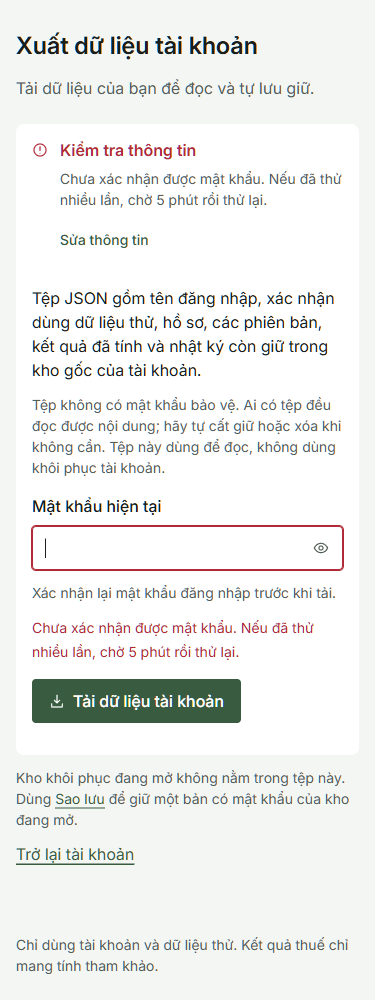 Xuất dữ liệu tài khoản
Tải dữ liệu của bạn để đọc và tự lưu giữ.
Kiểm tra thông tin
Chưa xác nhận được mật khẩu. Nếu đã thử
nhiều lần, chờ 5 phút rồi thử lại.
Sửa thông tin
Tệp JSON gồm tên đăng nhập, xác nhận
dùng dữ liệu thử, hồ sơ, các phiên bản,
kết quả đã tính và nhật ký còn giữ trong
kho gốc của tài khoản.
Tệp không có mật khẩu bảo vệ. Ai có tệp đều
đọc được nội dung; hãy tự cất giữ hoặc xóa khi
không cần. Tệp này dùng để đọc, không dùng
khôi phục tài khoản.
Mật khẩu hiện tại
Xác nhận lại mật khẩu đăng nhập trước khi tải.
Chưa xác nhận được mật khẩu. Nếu đã thử
nhiều lần, chờ 5 phút rồi thử lại.
Tải dữ liệu tài khoản
Kho khôi phục đang mở không nằm trong tệp này.
Dùng Sao lưu để giữ một bản có mật khẩu của kho
đang mở.
Trở lại tài khoản
Chỉ dùng tài khoản và dữ liệu thử. Kết quả thuế chỉ
mang tính tham khảo.